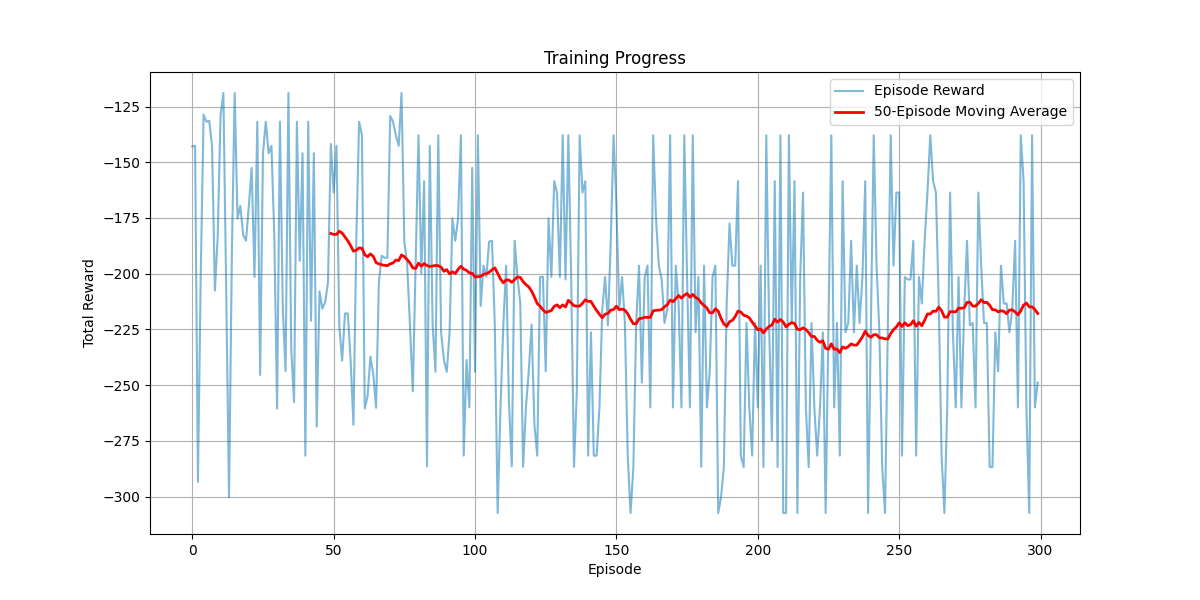 Training Progress
Episode Reward
50-Episode Moving Average
−125
−150
−175
−200
−225
−250
−275
−300
Total Reward
0 50 100 150 200 250 300
Episode